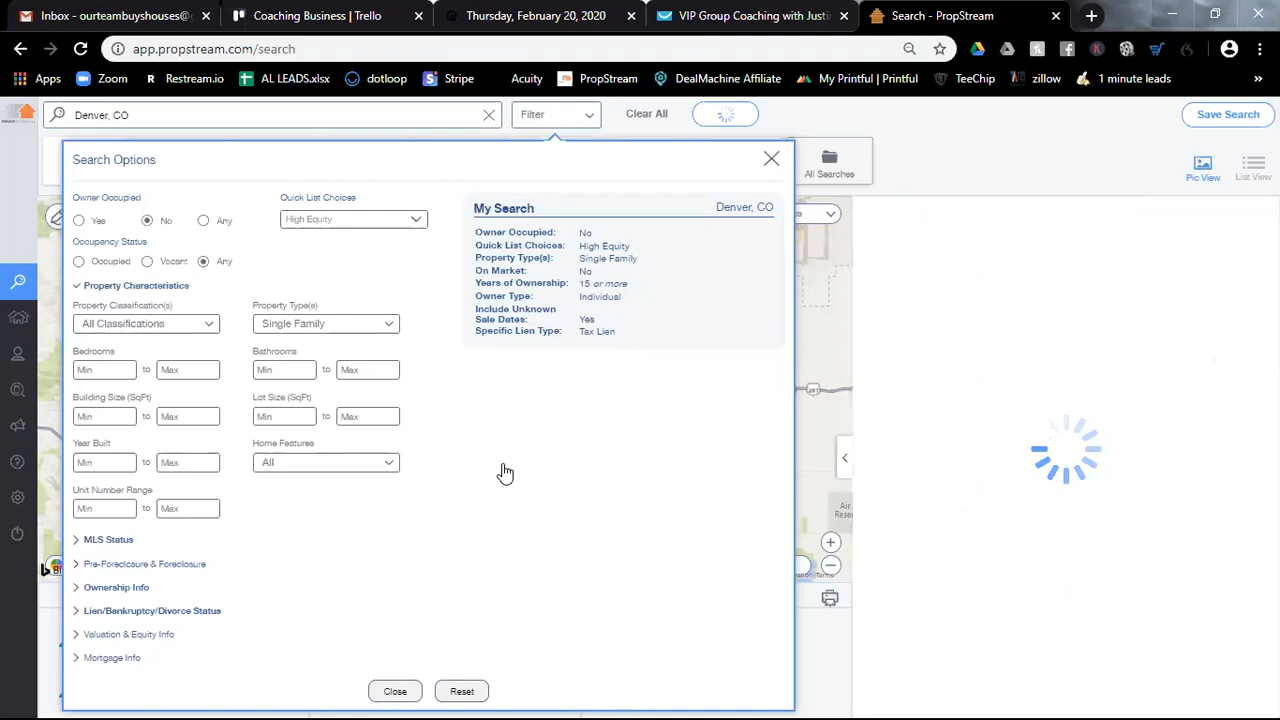 Inbox - ourteambuyshouses@
Coaching Business | Trello
Thursday, February 20, 2020
VIP Group Coaching with Justi
Search - PropStream
app.propstream.com/search
Apps
Zoom
Restream.io
AL LEADS.xlsx
dotloop
Stripe
Acuity
PropStream
DealMachine Affiliate
My Printful | Printful
TeeChip
zillow
1 minute leads
»
Denver, CO
Filter
Clear All
Save Search
Search Options
All Searches
Pic View
List View
Owner Occupied
Yes
No
Any
Quick List Choices
High Equity
Occupancy Status
Occupied
Vacant
Any
Property Characteristics
Property Classification(s)
All Classifications
Property Type(s)
Single Family
Bedrooms
Min to Max
Bathrooms
Min to Max
Building Size (SqFt)
Min to Max
Lot Size (SqFt)
Min to Max
Year Built
Min to Max
Home Features
All
Unit Number Range
Min to Max
MLS Status
Pre-Foreclosure & Foreclosure
Ownership Info
Lien/Bankruptcy/Divorce Status
Valuation & Equity Info
Mortgage Info
Close
Reset
My Search
Denver, CO
Owner Occupied: No
Quick List Choices: High Equity
Property Type(s): Single Family
On Market: No
Years of Ownership: 15 or more
Owner Type: Individual
Include Unknown
Sale Dates: Yes
Specific Lien Type: Tax Lien
Air